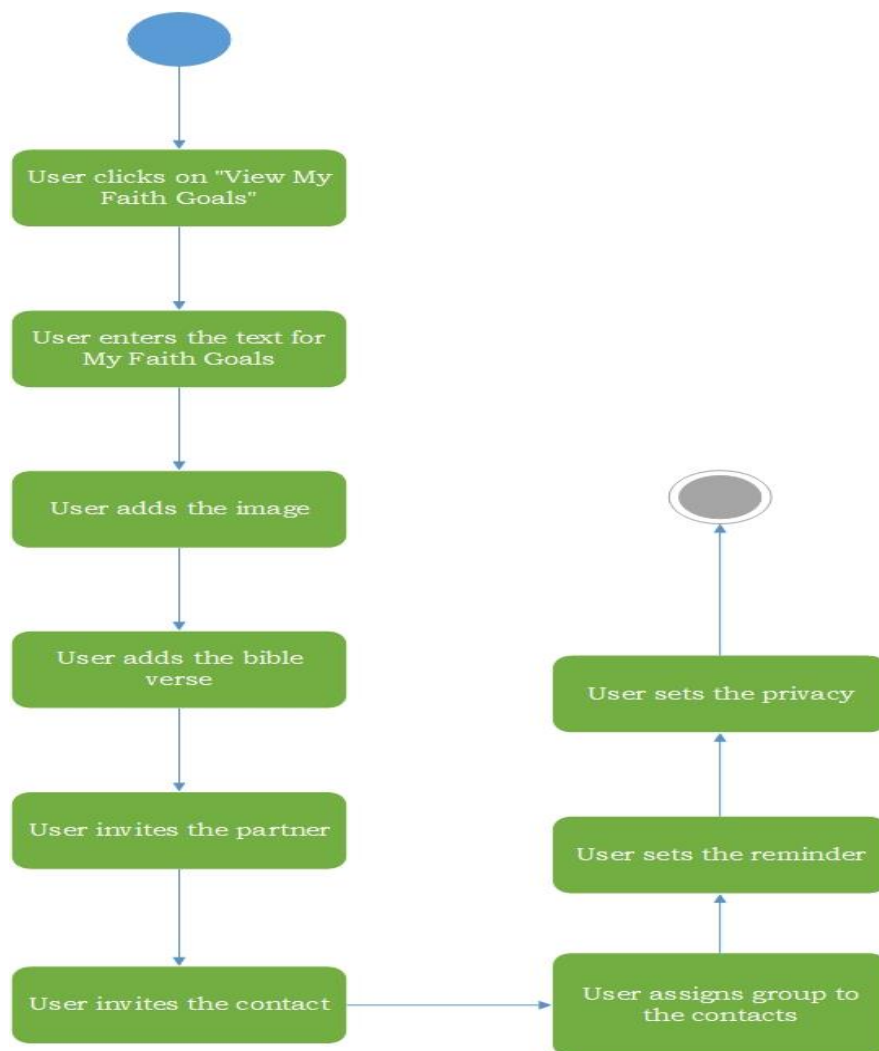 User clicks on "View My
Faith Goals"
User enters the text for
My Faith Goals
User adds the image
User adds the bible
verse
User invites the partner
User invites the contact
User assigns group to
the contacts
User sets the reminder
User sets the privacy